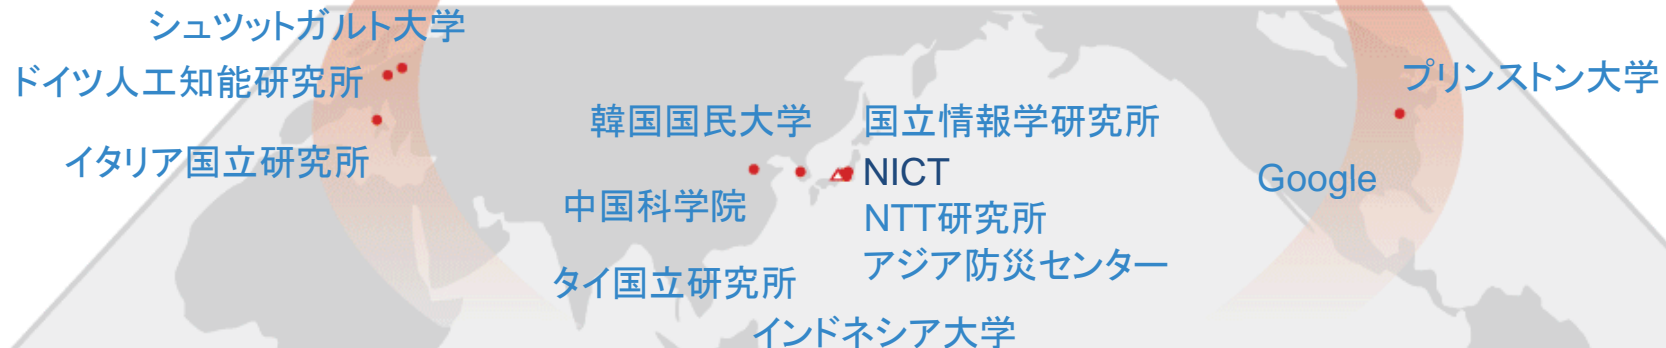 シュツットガルト大学
ドイツ人工知能研究所
イタリア国立研究所
韓国国民大学
中国科学院
タイ国立研究所
インドネシア大学
国立情報学研究所
NICT
NTT研究所
アジア防災センター
プリンストン大学
Google